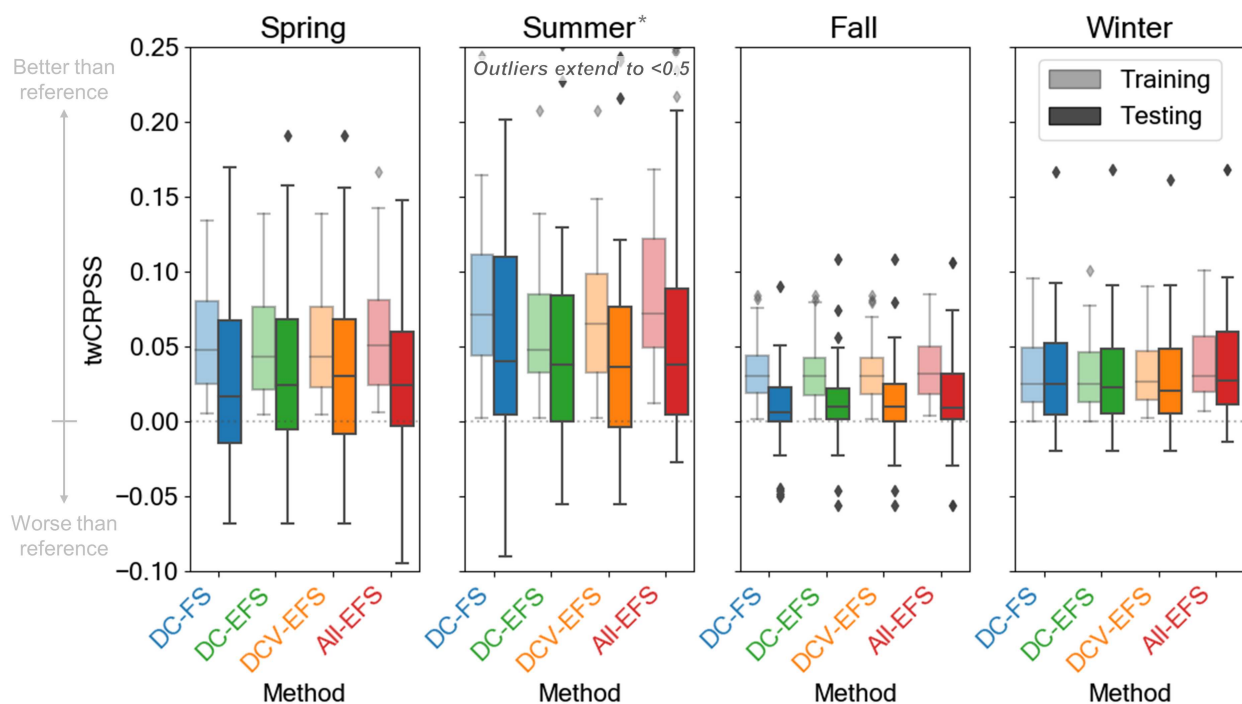 Spring
Summer*
Fall
Winter
Better than
reference
Worse than
reference
twCRPSS
0.25
0.20
0.15
0.10
0.05
0.00
−0.05
−0.10
Outliers extend to <0.5
Training
Testing
DC-FS
DC-EFS
DCV-EFS
All-EFS
DC-FS
DC-EFS
DCV-EFS
All-EFS
DC-FS
DC-EFS
DCV-EFS
All-EFS
DC-FS
DC-EFS
DCV-EFS
All-EFS
Method
Method
Method
Method